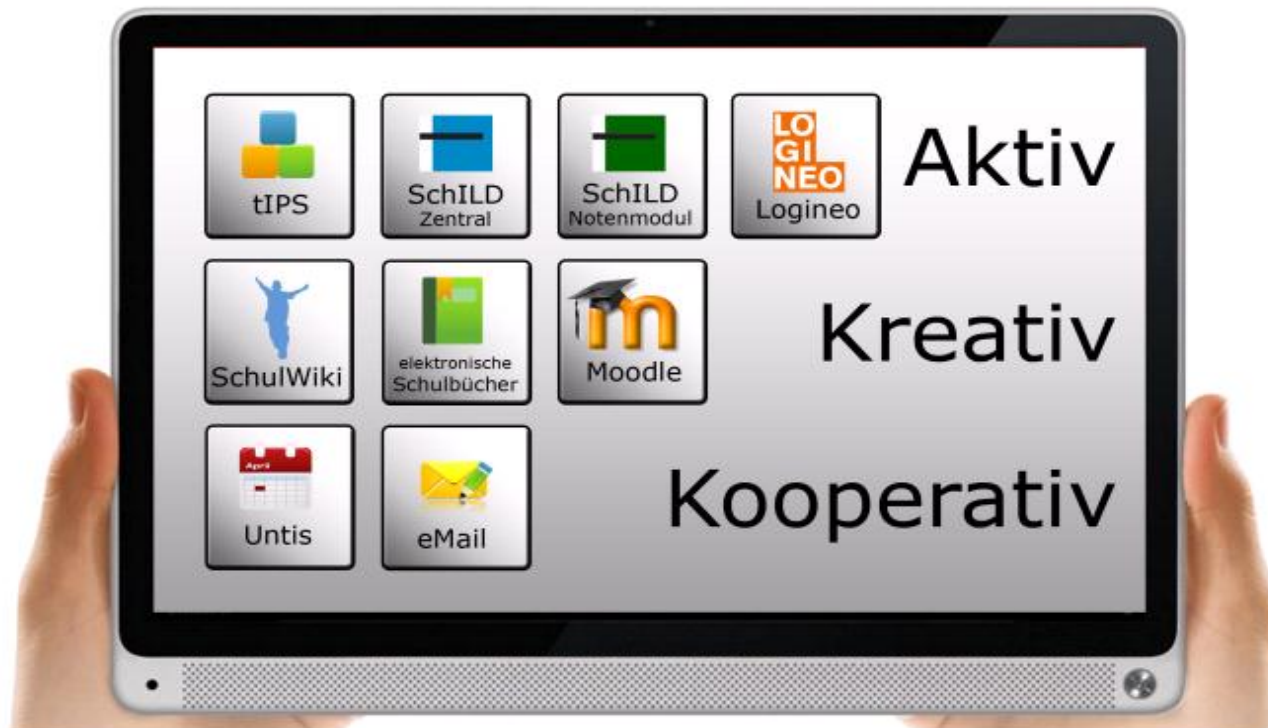 tIPS
SchILD
Zentral
SchILD
Notenmodul
LO
GI
NEO
Logineo
Aktiv
SchulWiki
elektronische
Schulbücher
m
Moodle
Kreativ
April
Untis
eMail
Kooperativ